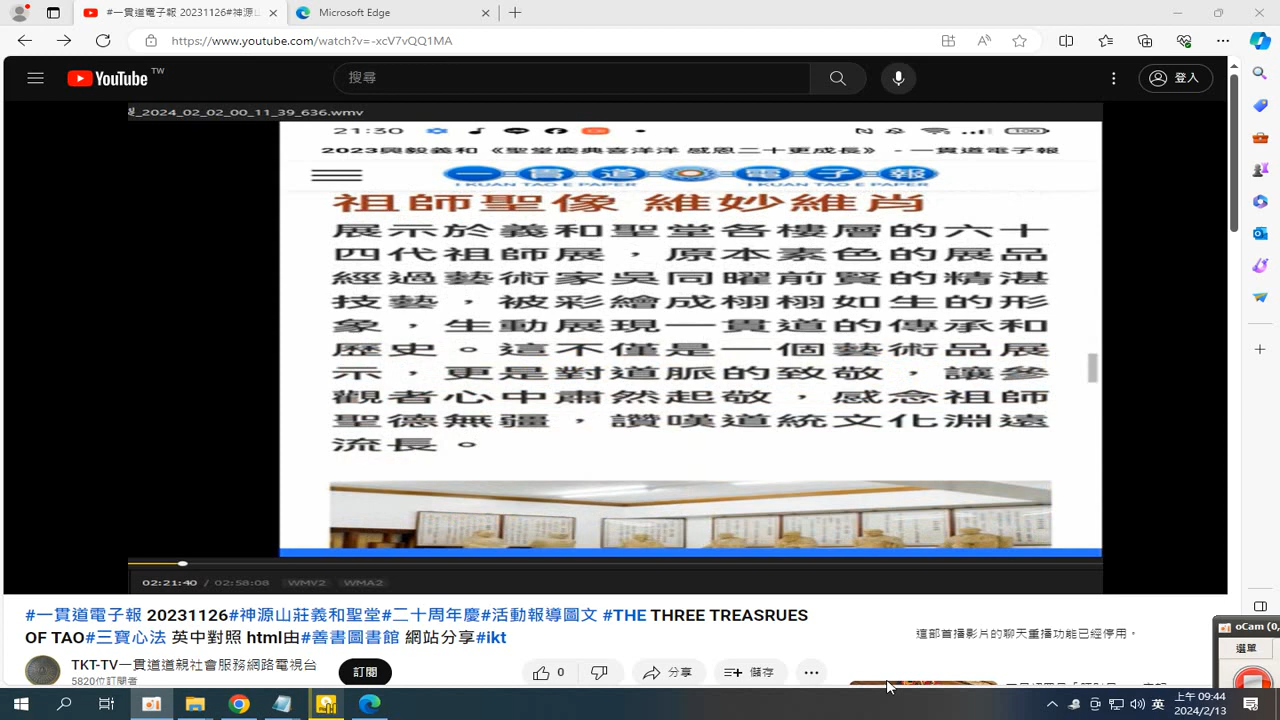 #一貫道電子報 20231126#神源山
Microsoft Edge
https://www.youtube.com/watch?v=-xcV7vQQ1MA
YouTube TW
搜尋
登入
_2024_02_02_00_11_39_636.wmv
21:30
100
2023興毅義和《聖堂慶典喜洋洋 感恩二十更成長》 - 一貫道電子報
一貫道電子報
I KUAN TAO E PAPER I KUAN TAO E PAPER
祖師聖像 維妙維肖
展示於義和聖堂各樓層的六十
四代祖師展，原本素色的展品
經過藝術家吳同曜前賢的精湛
技藝，被彩繪成栩栩如生的形
象，生動展現一貫道的傳承和
歷史。這不僅是一個藝術品展
示，更是對道脈的致敬，讓參
觀者心中肅然起敬，感念祖師
聖德無疆，讚嘆道統文化淵遠
流長。
02:21:40 / 02:58:08 WMV2 WMA2
#一貫道電子報 20231126#神源山莊義和聖堂#二十周年慶#活動報導圖文 #THE THREE TREASRUES
OF TAO#三寶心法 英中對照 html由#善書圖書館 網站分享#ikt
這部首播影片的聊天重播功能已經停用。
TKT-TV一貫道道親社會服務網路電視台
5820位訂閱者
訂閱
0
分享
儲存
oCam (0,
選單
英
上午 09:44
2024/2/13